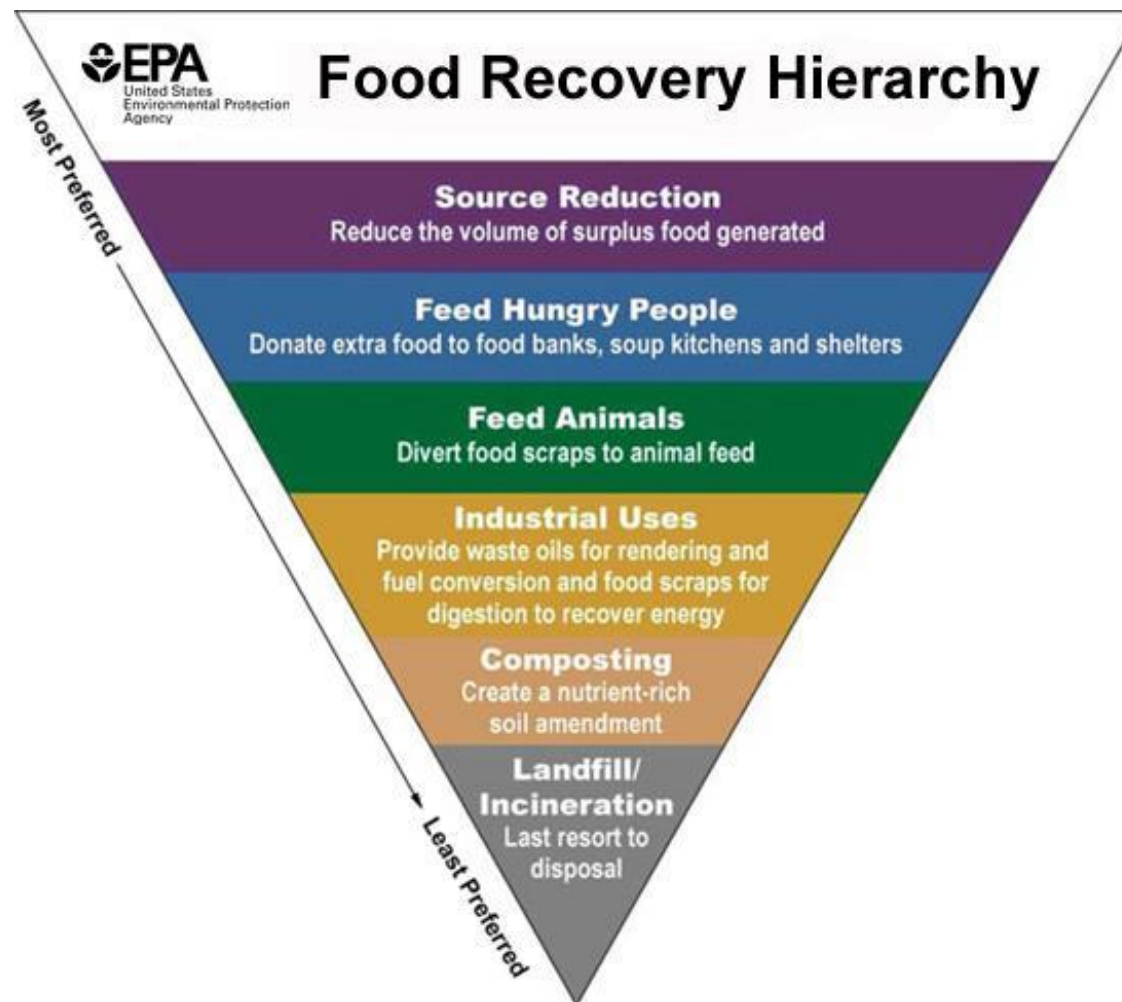 EPA
United States
Environmental Protection
Agency
Food Recovery Hierarchy
Most Preferred
Source Reduction
Reduce the volume of surplus food generated
Feed Hungry People
Donate extra food to food banks, soup kitchens and shelters
Feed Animals
Divert food scraps to animal feed
Industrial Uses
Provide waste oils for rendering and
fuel conversion and food scraps for
digestion to recover energy
Composting
Create a nutrient-rich
soil amendment
Landfill/
Incineration
Last resort to
disposal
Least Preferred